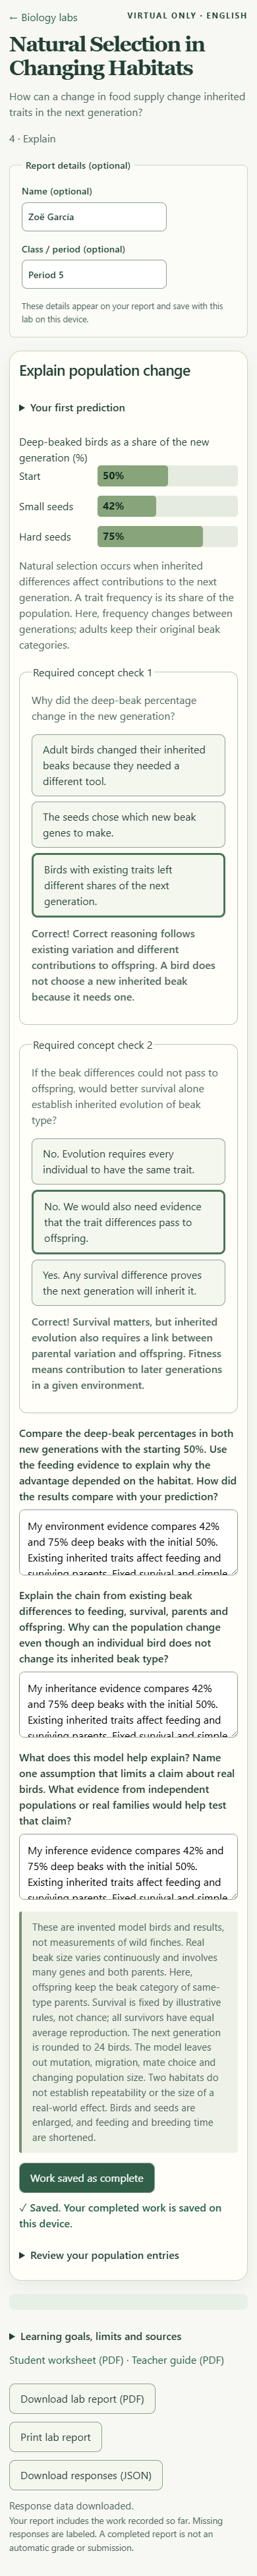 ← Biology labs
VIRTUAL ONLY · ENGLISH
Natural Selection in
Changing Habitats
How can a change in food supply change inherited
traits in the next generation?
4 · Explain
Report details (optional)
Name (optional)
Zoë García
Class / period (optional)
Period 5
These details appear on your report and save with this
lab on this device.
Explain population change
▶ Your first prediction
Deep-beaked birds as a share of the new
generation (%)
Start 50%
Small seeds 42%
Hard seeds 75%
Natural selection occurs when inherited
differences affect contributions to the next
generation. A trait frequency is its share of the
population. Here, frequency changes between
generations; adults keep their original beak
categories.
Required concept check 1
Why did the deep-beak percentage
change in the new generation?
Adult birds changed their inherited
beaks because they needed a
different tool.
The seeds chose which new beak
genes to make.
Birds with existing traits left
different shares of the next
generation.
Correct! Correct reasoning follows
existing variation and different
contributions to offspring. A bird does
not choose a new inherited beak
because it needs one.
Required concept check 2
If the beak differences could not pass to
offspring, would better survival alone
establish inherited evolution of beak
type?
No. Evolution requires every
individual to have the same trait.
No. We would also need evidence
that the trait differences pass to
offspring.
Yes. Any survival difference proves
the next generation will inherit it.
Correct! Survival matters, but inherited
evolution also requires a link between
parental variation and offspring. Fitness
means contribution to later generations
in a given environment.
Compare the deep-beak percentages in both
new generations with the starting 50%. Use
the feeding evidence to explain why the
advantage depended on the habitat. How did
the results compare with your prediction?
My environment evidence compares 42%
and 75% deep beaks with the initial 50%.
Existing inherited traits affect feeding and
surviving parents. Fixed survival and simple
Explain the chain from existing beak
differences to feeding, survival, parents and
offspring. Why can the population change
even though an individual bird does not
change its inherited beak type?
My inheritance evidence compares 42%
and 75% deep beaks with the initial 50%.
Existing inherited traits affect feeding and
surviving parents. Fixed survival and simple
What does this model help explain? Name
one assumption that limits a claim about real
birds. What evidence from independent
populations or real families would help test
that claim?
My inference evidence compares 42% and
75% deep beaks with the initial 50%.
Existing inherited traits affect feeding and
surviving parents. Fixed survival and simple
These are invented model birds and results,
not measurements of wild finches. Real
beak size varies continuously and involves
many genes and both parents. Here,
offspring keep the beak category of same-
type parents. Survival is fixed by illustrative
rules, not chance; all survivors have equal
average reproduction. The next generation
is rounded to 24 birds. The model leaves
out mutation, migration, mate choice and
changing population size. Two habitats do
not establish repeatability or the size of a
real-world effect. Birds and seeds are
enlarged, and feeding and breeding time
are shortened.
Work saved as complete
✓ Saved. Your completed work is saved on
this device.
▶ Review your population entries
▶ Learning goals, limits and sources
Student worksheet (PDF) · Teacher guide (PDF)
Download lab report (PDF)
Print lab report
Download responses (JSON)
Response data downloaded.
Your report includes the work recorded so far. Missing
responses are labeled. A completed report is not an
automatic grade or submission.